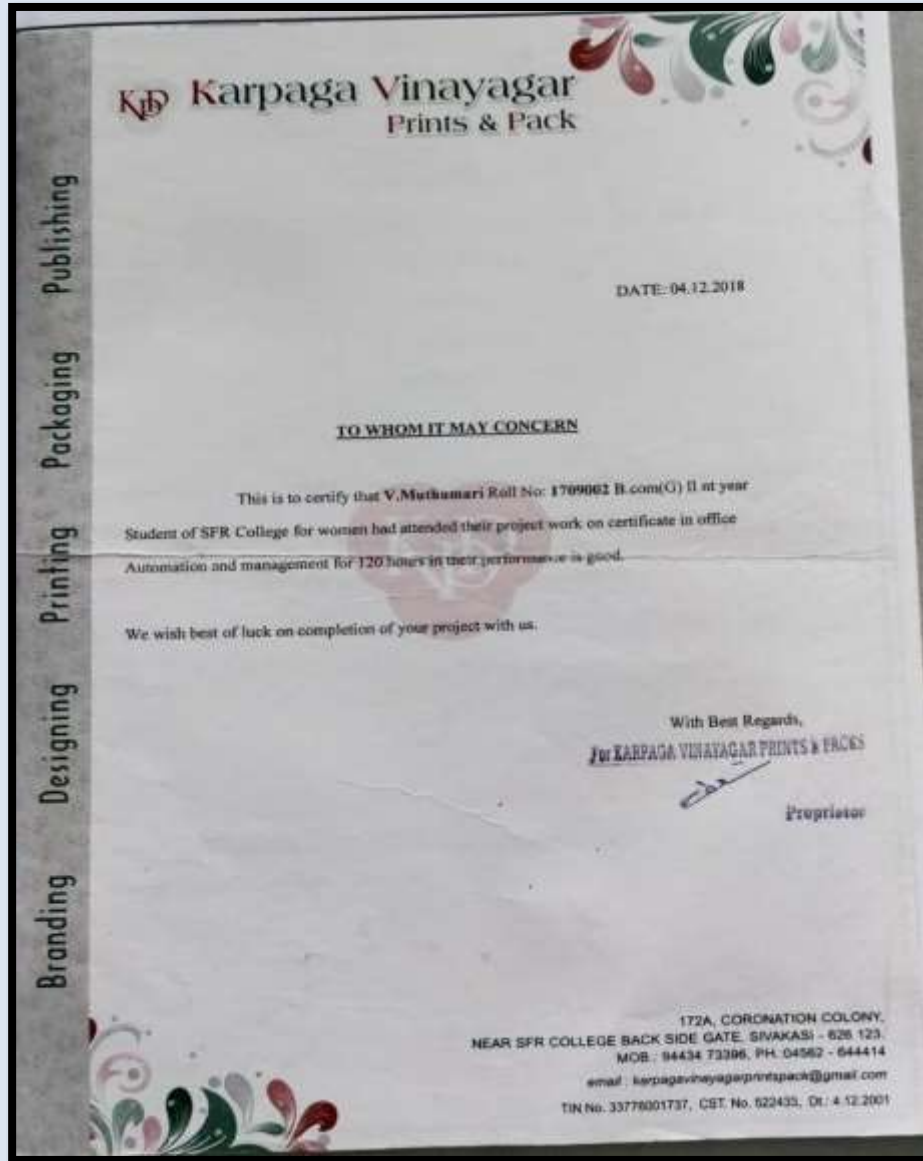 KVP Karpaga Vinayagar
Prints & Pack
Branding Designing Printing Packaging Publishing
DATE: 04.12.2018
TO WHOM IT MAY CONCERN
This is to certify that V.Muthumari Roll No: 1709002 B.com(G) II nt year
Student of SFR College for women had attended their project work on certificate in office
Automation and management for 120 hours in their performance is good.
We wish best of luck on completion of your project with us.
With Best Regards,
For KARPAGA VINAYAGAR PRINTS & PACKS
Proprietor
172A, CORONATION COLONY,
NEAR SFR COLLEGE BACK SIDE GATE, SIVAKASI - 626 123.
MOB.: 94434 73396, PH: 04562 - 644414
email : karpagavinayagarprintspack@gmail.com
TIN No. 33776001737, CST. No. 522433, Dt.: 4.12.2001